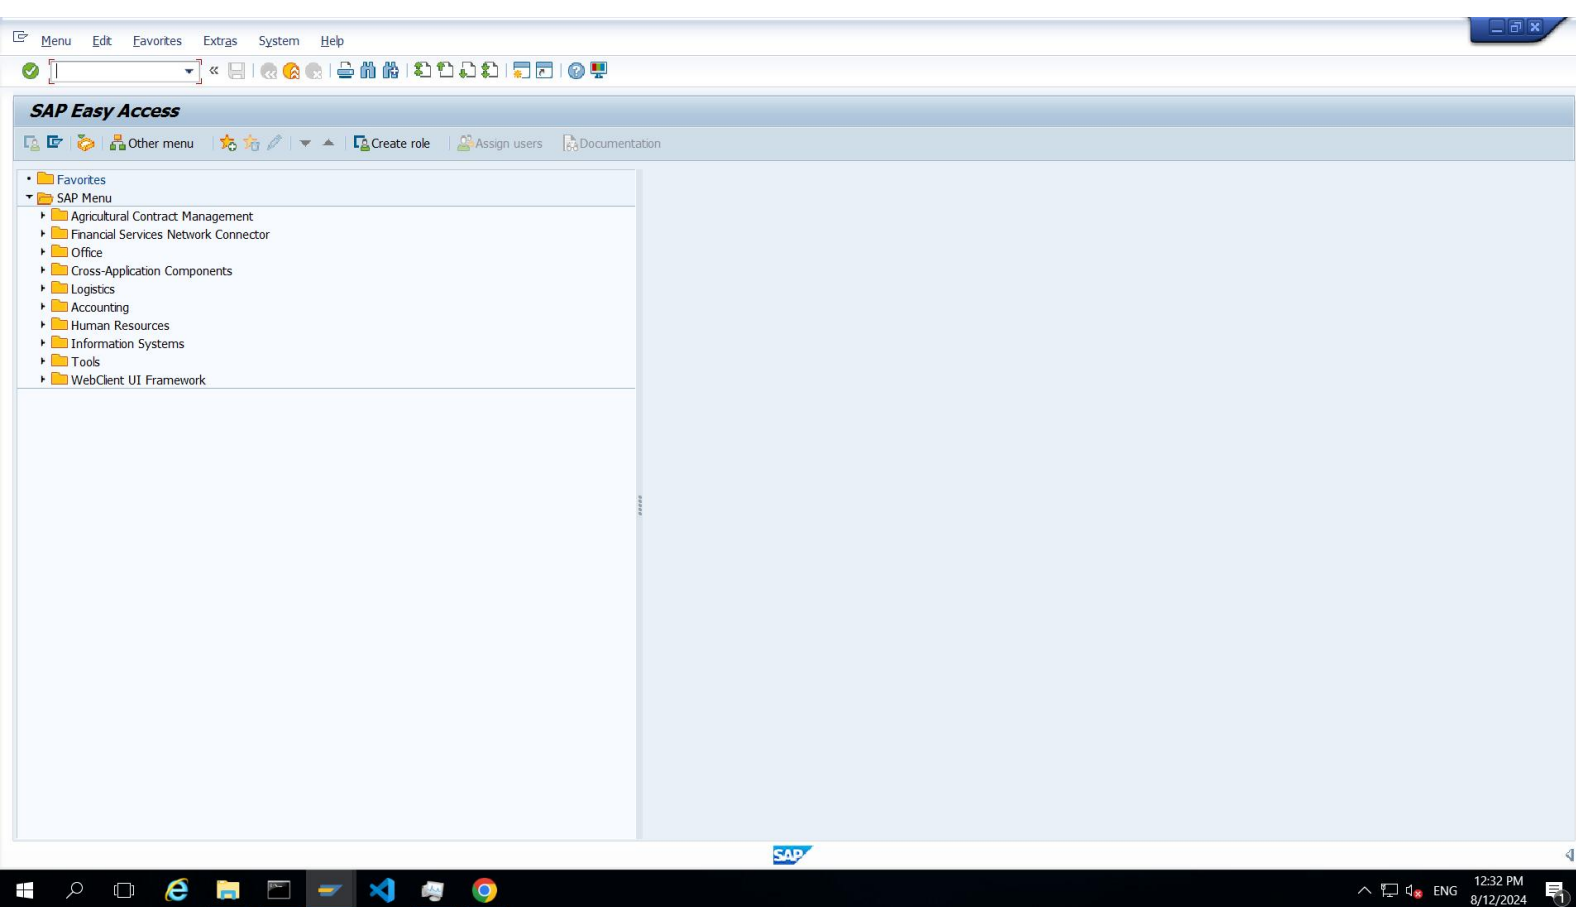 Menu Edit Favorites Extras System Help
SAP Easy Access
Other menu Create role Assign users Documentation
Favorites
SAP Menu
Agricultural Contract Management
Financial Services Network Connector
Office
Cross-Application Components
Logistics
Accounting
Human Resources
Information Systems
Tools
WebClient UI Framework
SAP
ENG
12:32 PM
8/12/2024
1